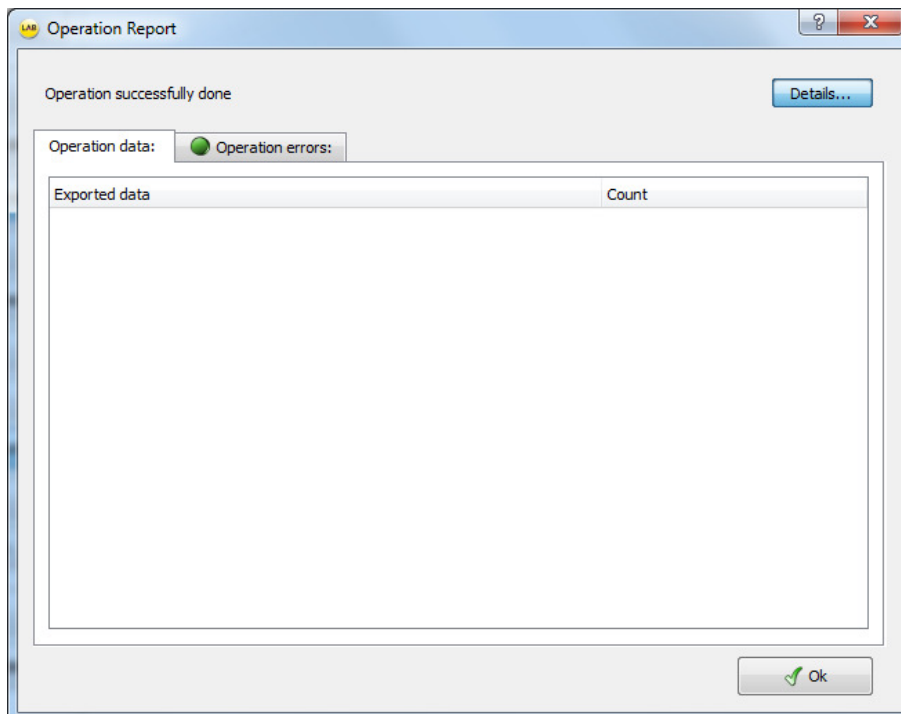 LAB Operation Report
Operation successfully done Details...
Operation data: Operation errors:
Exported data Count
Ok